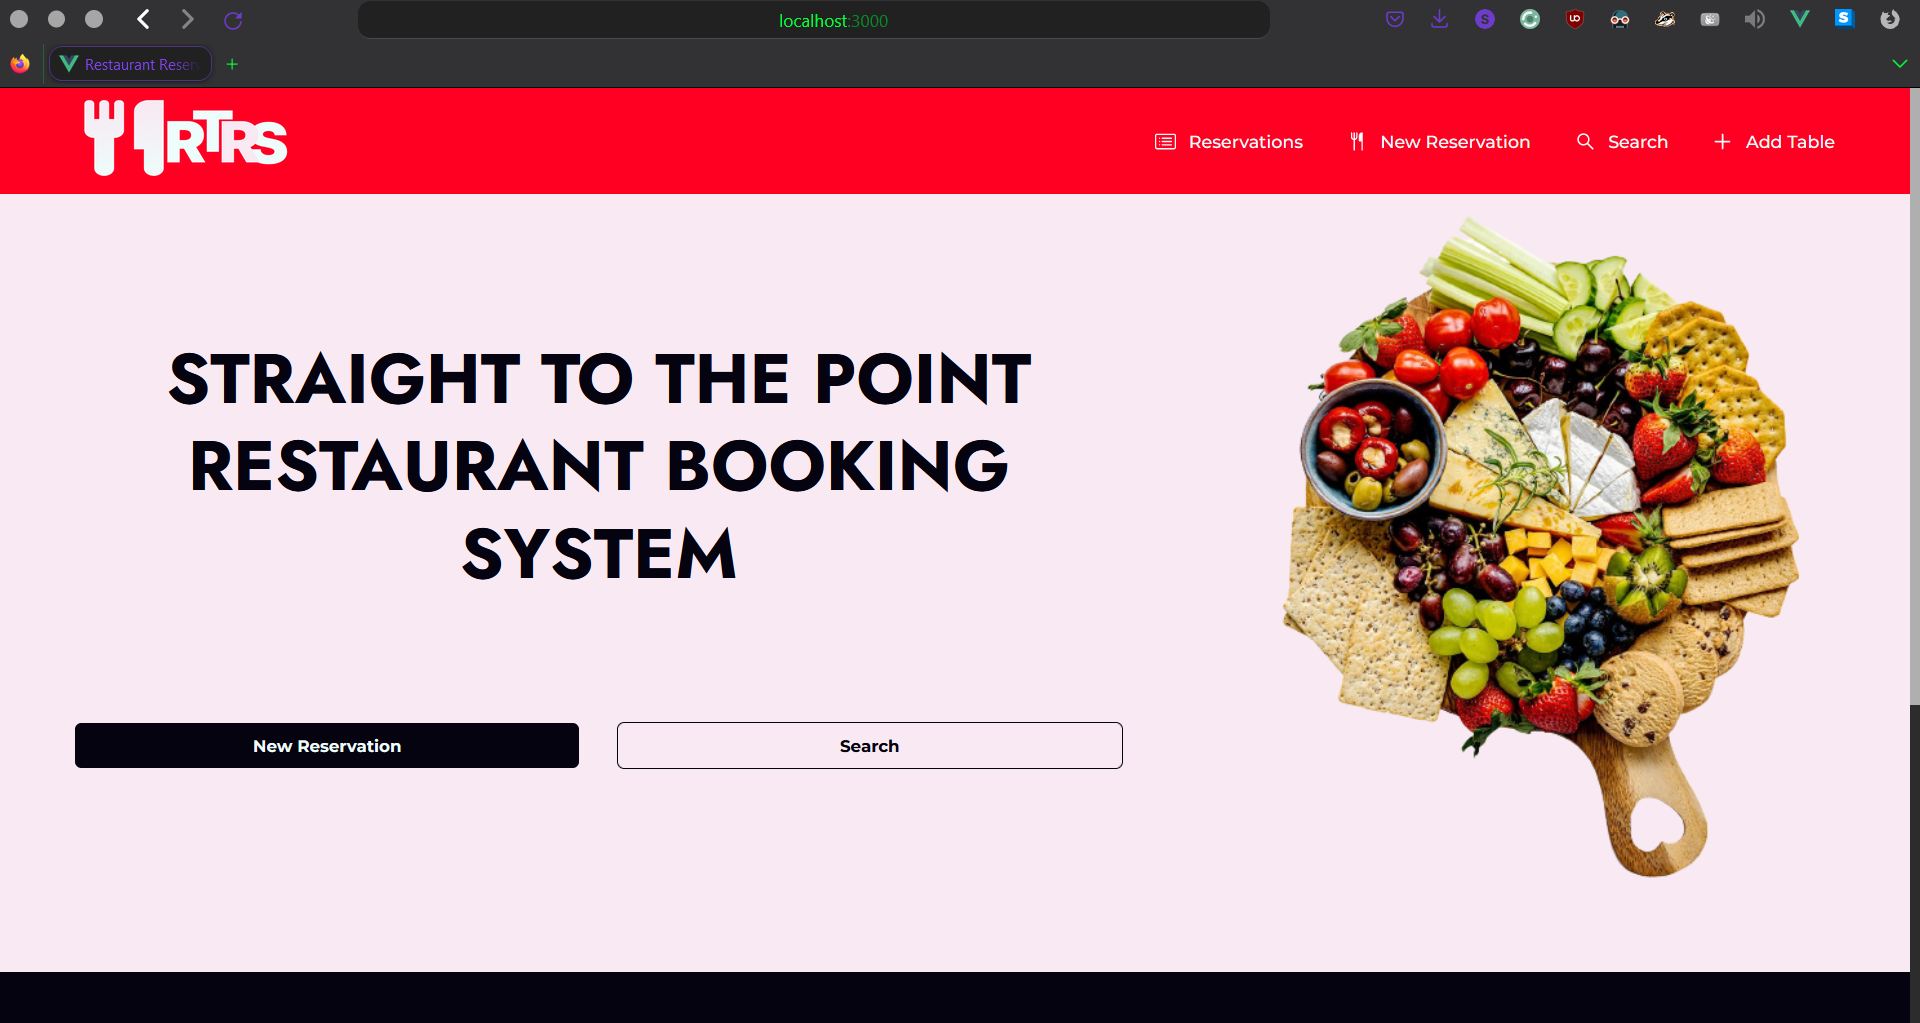 localhost:3000
Restaurant Reser
RTRS
Reservations
New Reservation
Search
Add Table
STRAIGHT TO THE POINT
RESTAURANT BOOKING
SYSTEM
New Reservation
Search